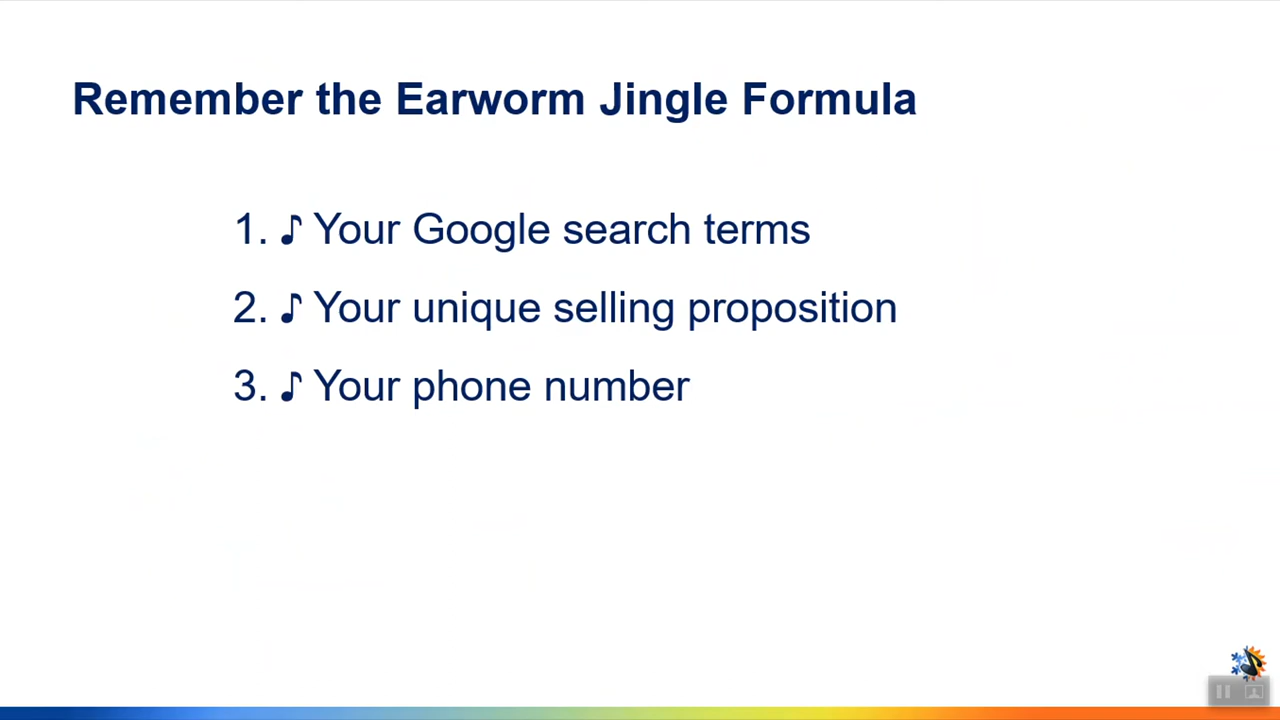 Remember the Earworm Jingle Formula
1. ♪ Your Google search terms
2. ♪ Your unique selling proposition
3. ♪ Your phone number